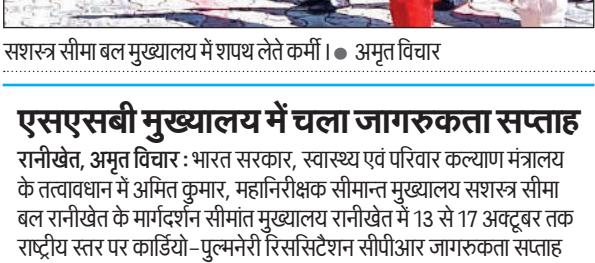 सशस्त्र सीमा बल मुख्यालय में शपथ लेते कर्मी। ● अमृत विचार
एसएसबी मुख्यालय में चला जागरुकता सप्ताह
रानीखेत, अमृत विचार : भारत सरकार, स्वास्थ्य एवं परिवार कल्याण मंत्रालय
के तत्वावधान में अमित कुमार, महानिरीक्षक सीमान्त मुख्यालय सशस्त्र सीमा
बल रानीखेत के मार्गदर्शन सीमांत मुख्यालय रानीखेत में 13 से 17 अक्टूबर तक
राष्ट्रीय स्तर पर कार्डियो-पुल्मनेरी रिससिटैशन सीपीआर जागरुकता सप्ताह